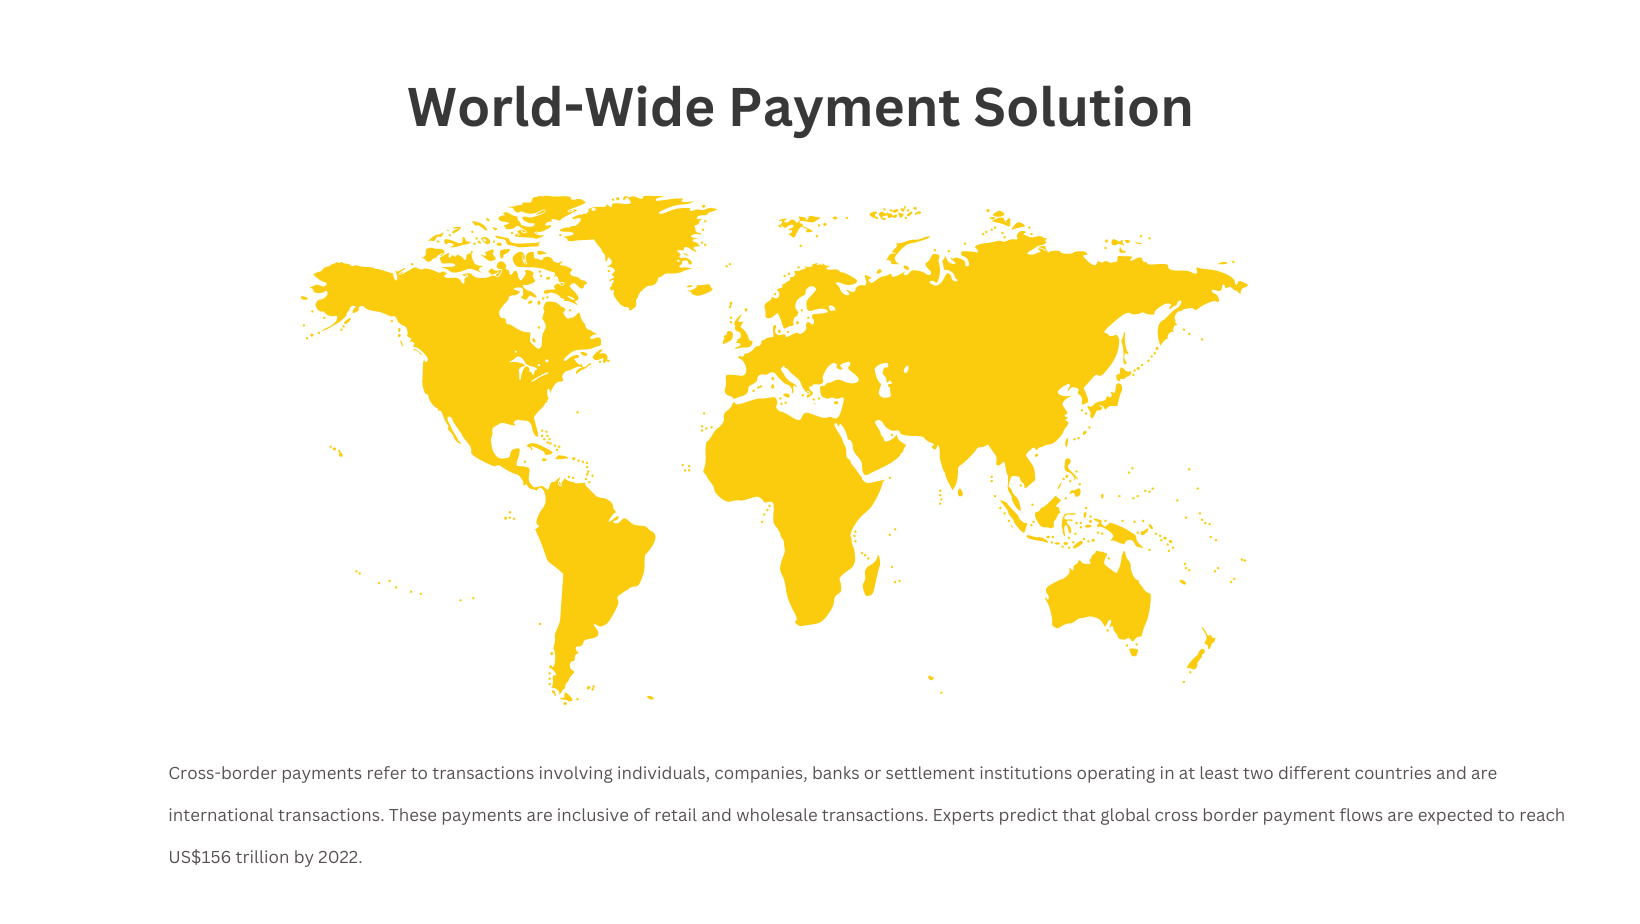 World-Wide Payment Solution
Cross-border payments refer to transactions involving individuals, companies, banks or settlement institutions operating in at least two different countries and are
international transactions. These payments are inclusive of retail and wholesale transactions. Experts predict that global cross border payment flows are expected to reach
US$156 trillion by 2022.